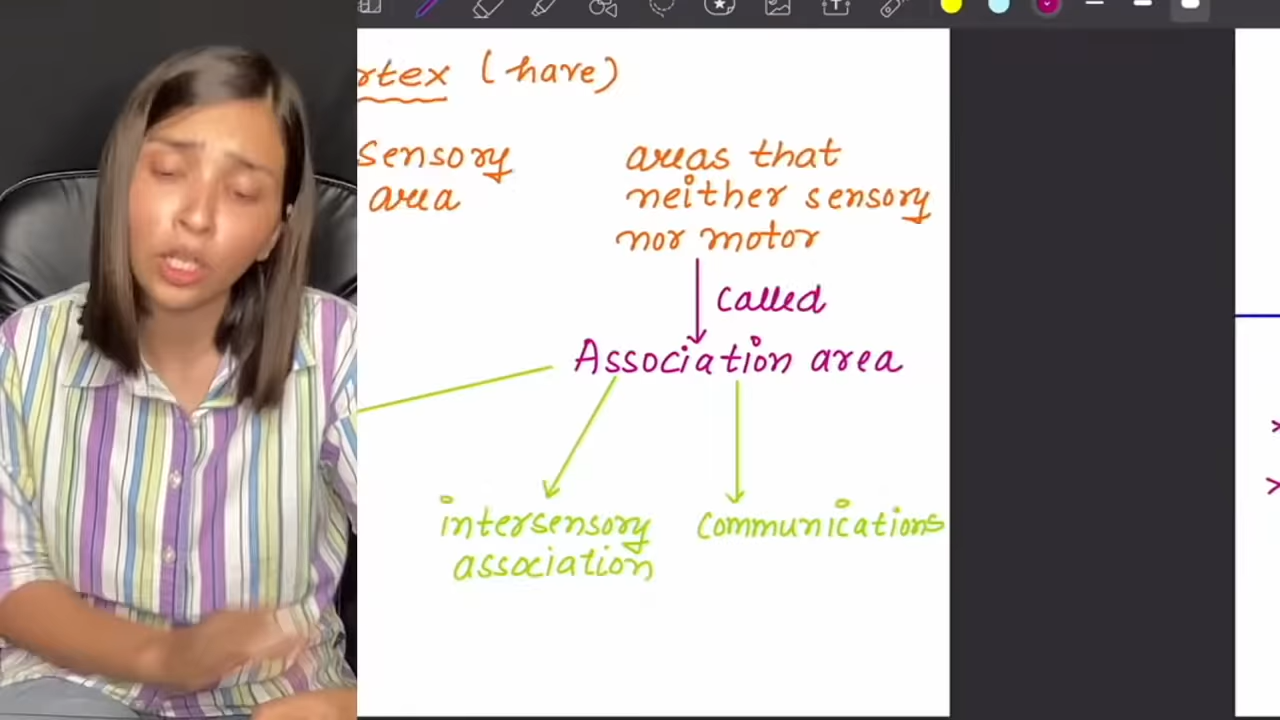 rtex (have)
sensory
area
areas that
neither sensory
nor motor
called
Association area
intersensory
association
communications